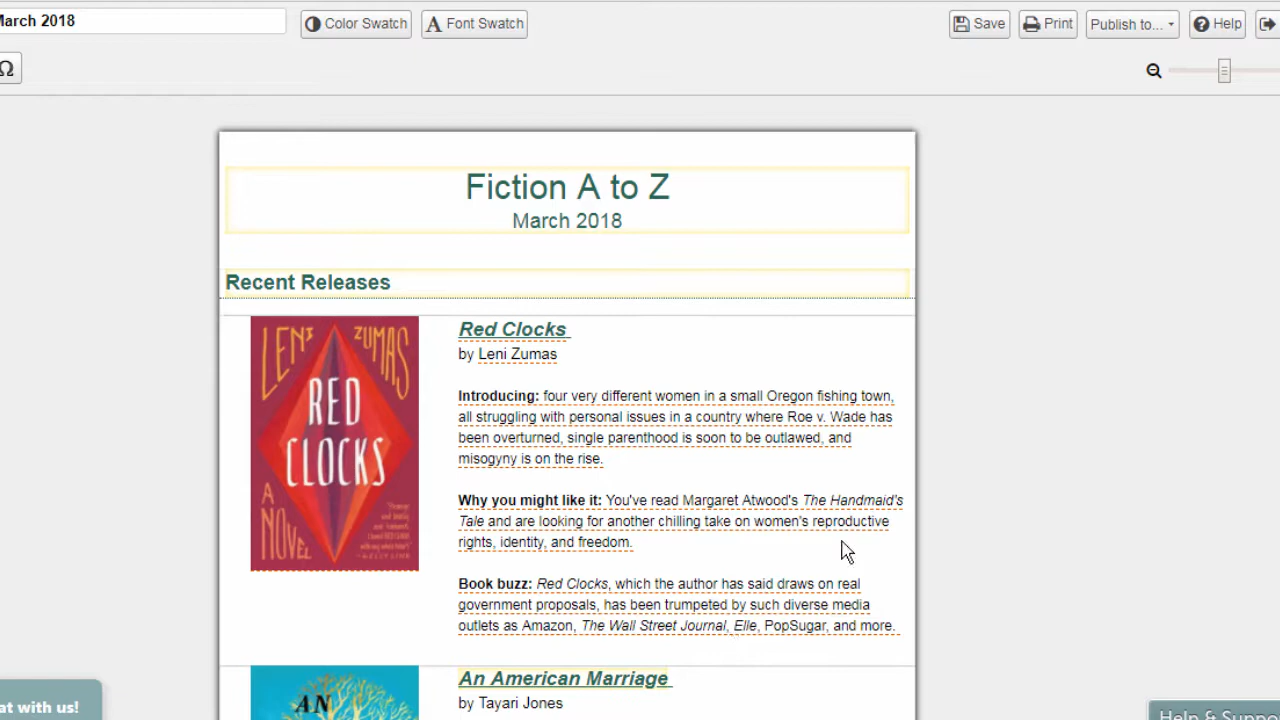 March 2018
Color Swatch
Font Swatch
Save
Print
Publish to...
Help
Ω
Fiction A to Z
March 2018
Recent Releases
LENI ZUMAS
RED
CLOCKS
A
NOVEL
Red Clocks
by Leni Zumas
Introducing: four very different women in a small Oregon fishing town,
all struggling with personal issues in a country where Roe v. Wade has
been overturned, single parenthood is soon to be outlawed, and
misogyny is on the rise.
Why you might like it: You've read Margaret Atwood's The Handmaid's
Tale and are looking for another chilling take on women's reproductive
rights, identity, and freedom.
Book buzz: Red Clocks, which the author has said draws on real
government proposals, has been trumpeted by such diverse media
outlets as Amazon, The Wall Street Journal, Elle, PopSugar, and more.
AN
An American Marriage
by Tayari Jones
at with us!
Help & Suppo